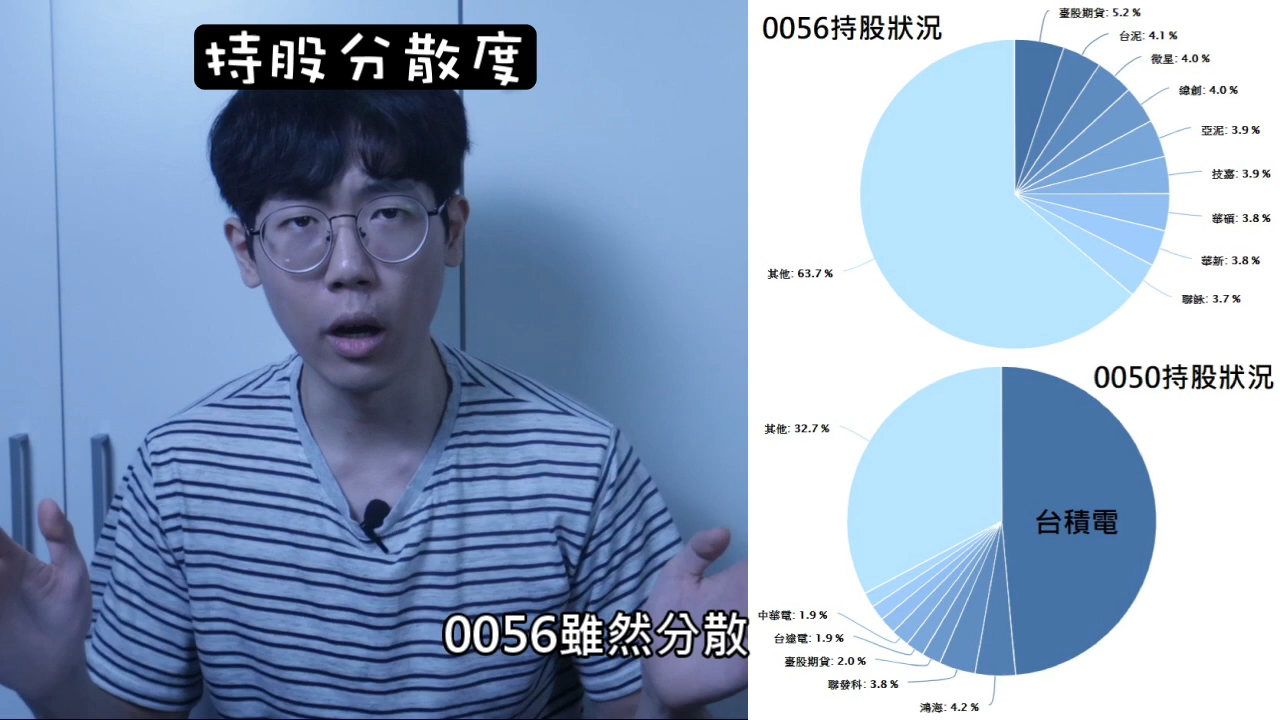 持股分散度
0056雖然分散
0056持股狀況
臺股期貨: 5.2 %
台泥: 4.1 %
微星: 4.0 %
緯創: 4.0 %
亞泥: 3.9 %
技嘉: 3.9 %
華碩: 3.8 %
華新: 3.8 %
聯詠: 3.7 %
其他: 63.7 %
0050持股狀況
其他: 32.7 %
台積電
中華電: 1.9 %
台達電: 1.9 %
臺股期貨: 2.0 %
聯發科: 3.8 %
鴻海: 4.2 %